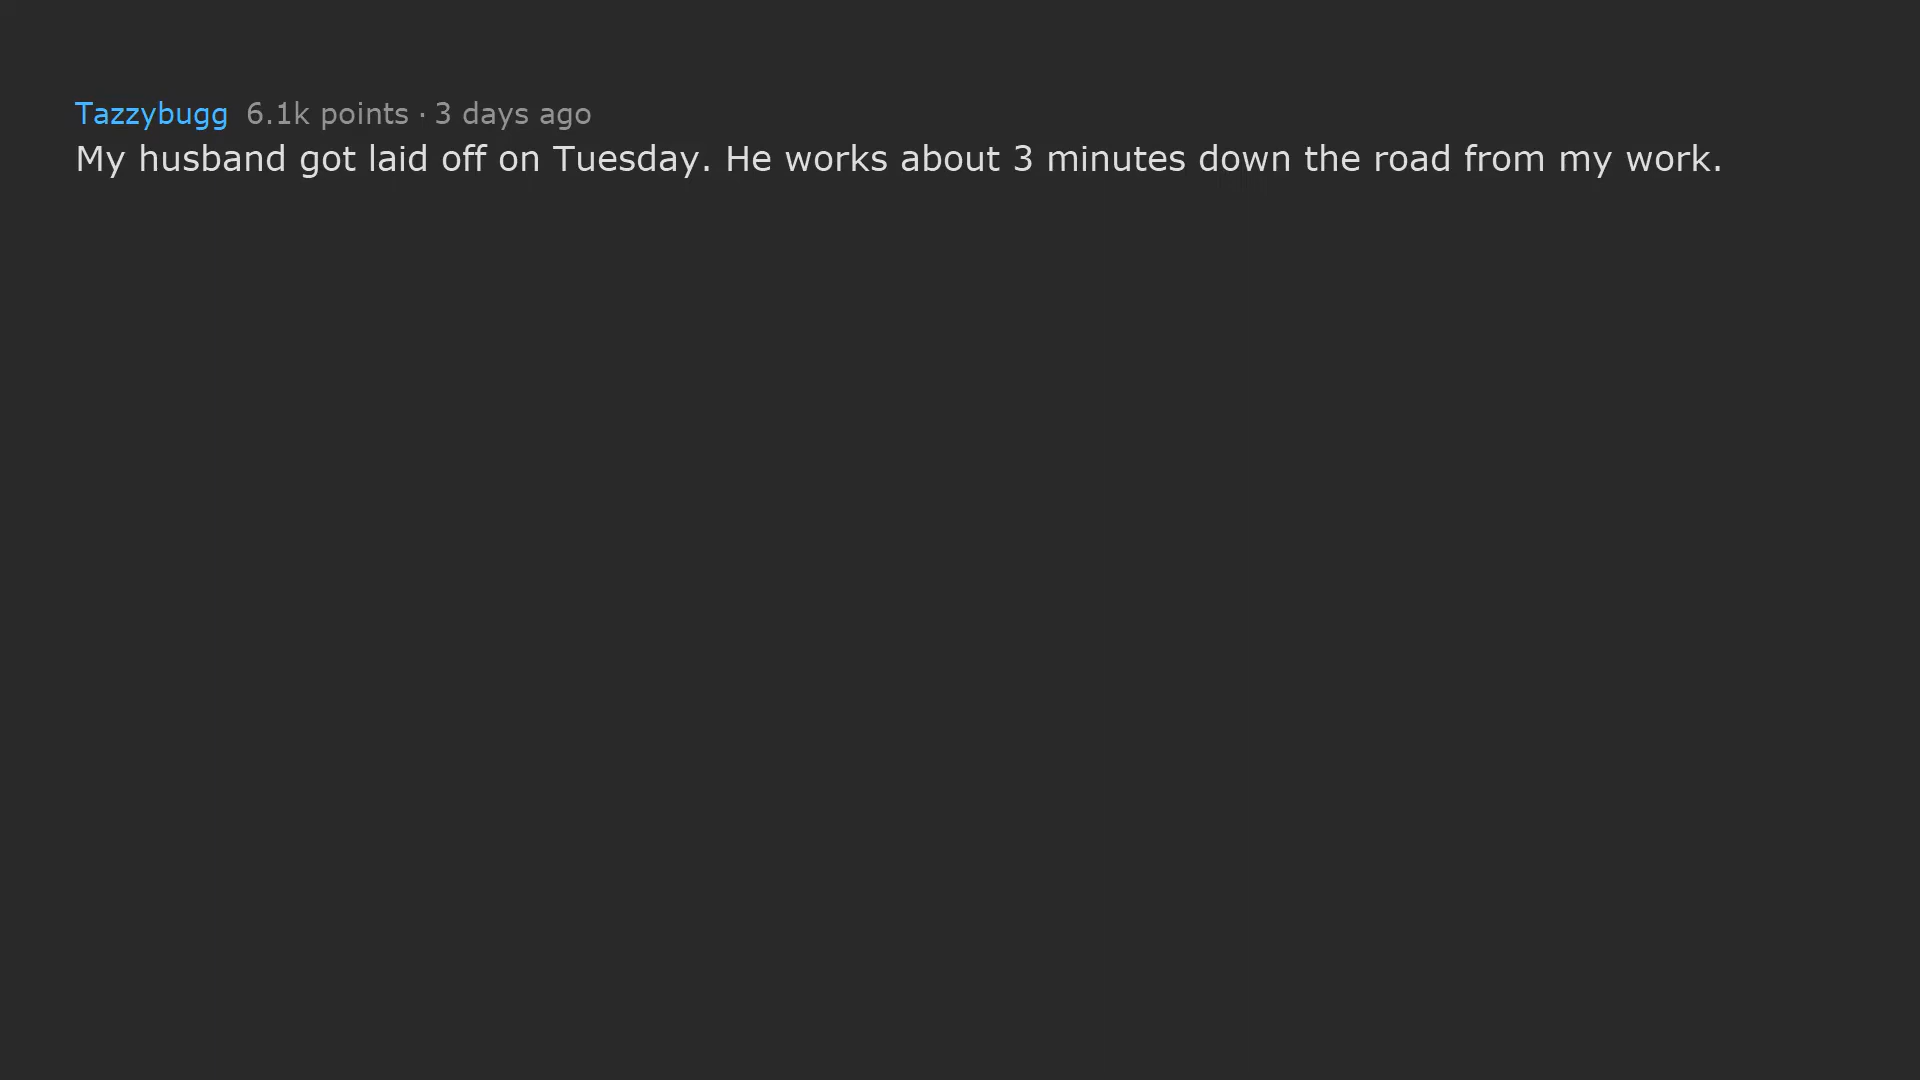 Tazzybugg 6.1k points · 3 days ago
My husband got laid off on Tuesday. He works about 3 minutes down the road from my work.